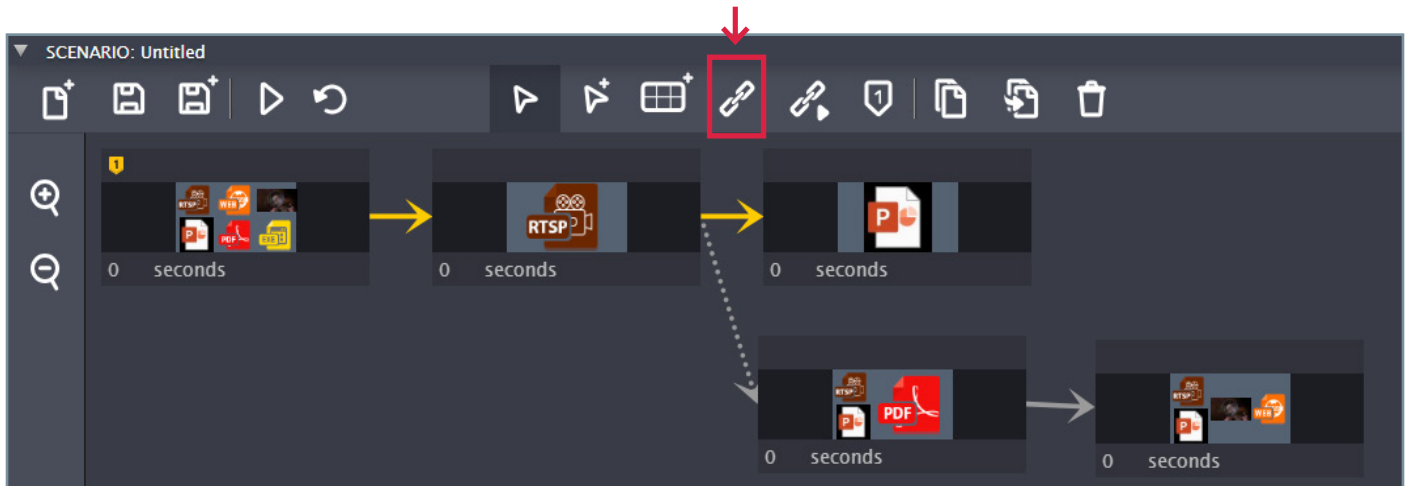 SCENARIO: Untitled
1
1
RTSP WEB
P PDF EXE
0 seconds
RTSP
0 seconds
P
0 seconds
RTSP
P PDF
0 seconds
RTSP
P WEB
0 seconds